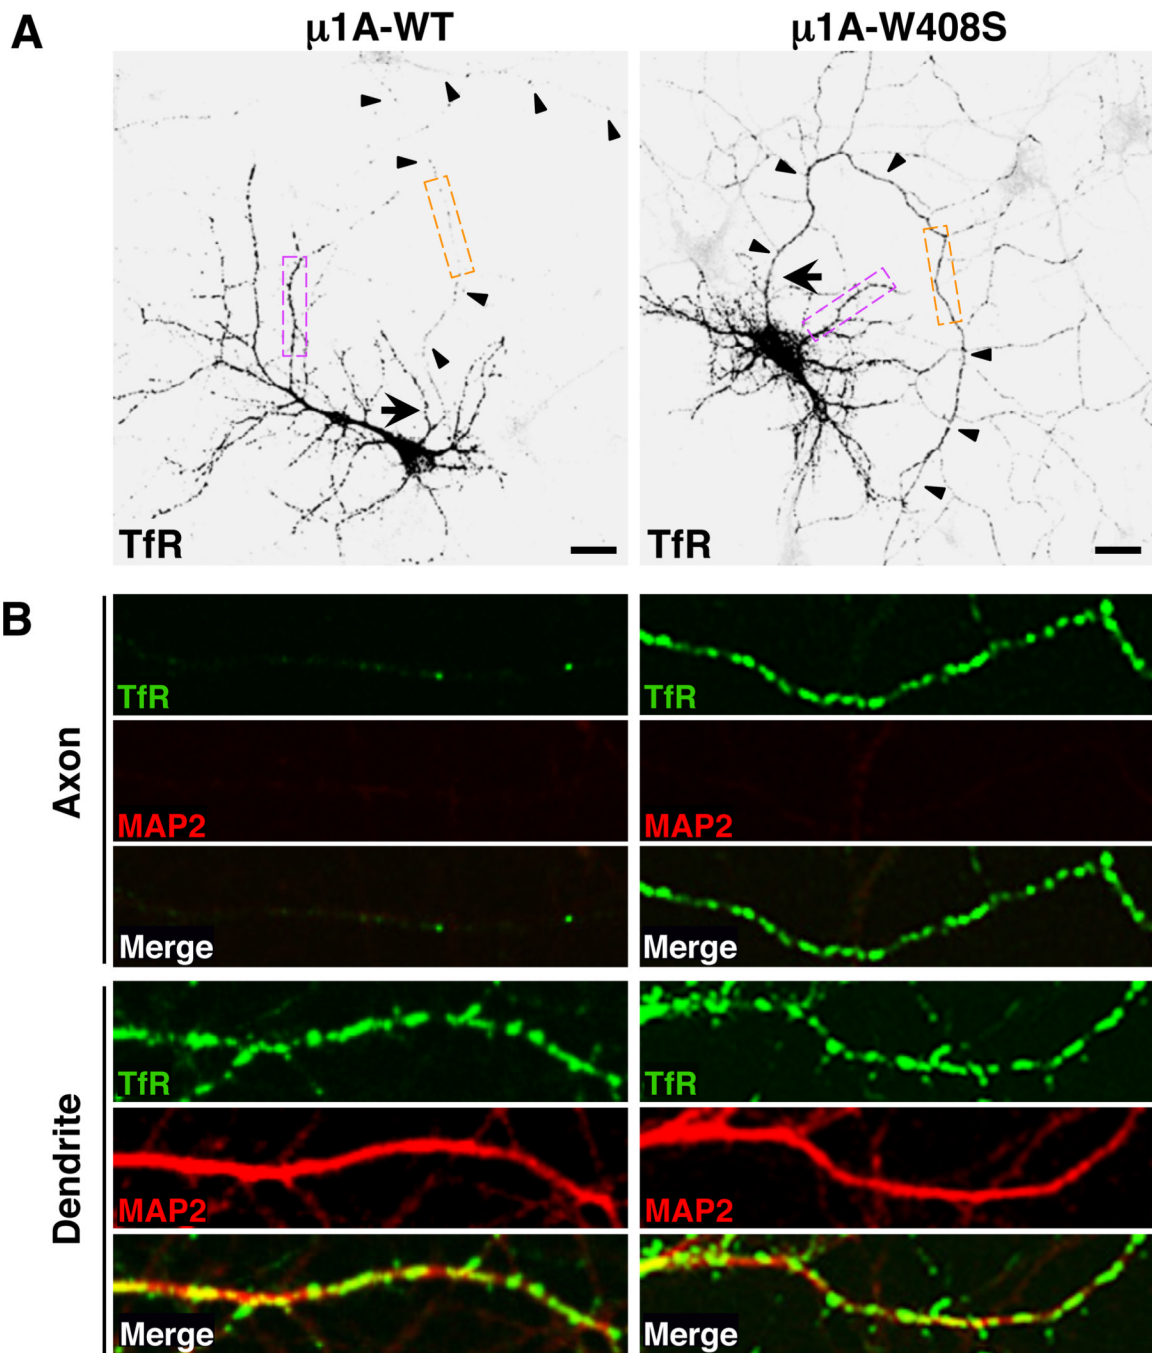 A
μ1A-WT
μ1A-W408S
TfR
TfR
B
Axon
TfR
TfR
MAP2
MAP2
Merge
Merge
Dendrite
TfR
TfR
MAP2
MAP2
Merge
Merge